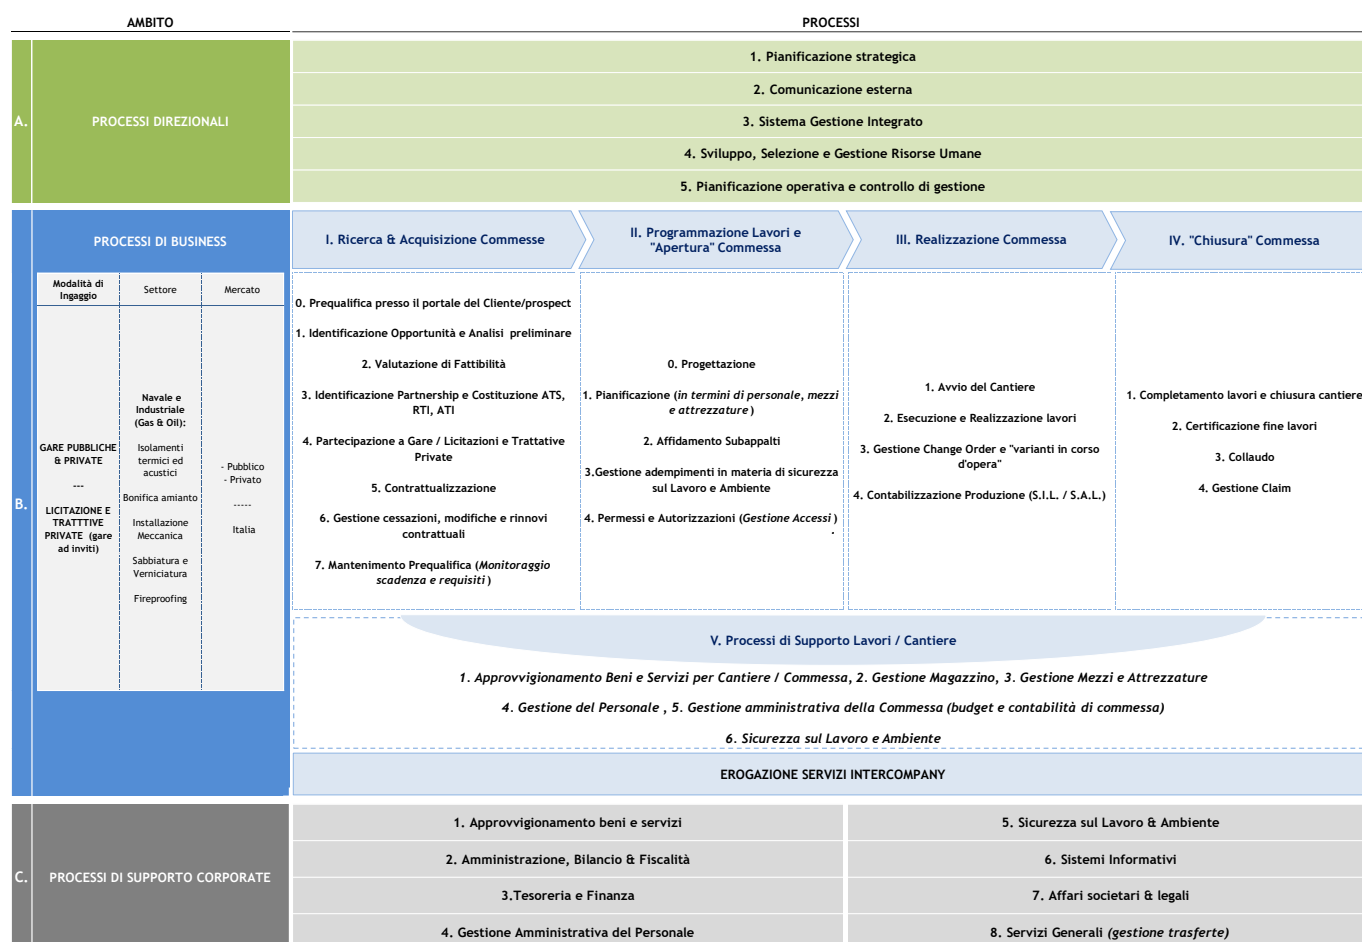 AMBITO
PROCESSI
A.
PROCESSI DIREZIONALI
1. Pianificazione strategica
2. Comunicazione esterna
3. Sistema Gestione Integrato
4. Sviluppo, Selezione e Gestione Risorse Umane
5. Pianificazione operativa e controllo di gestione
B.
PROCESSI DI BUSINESS
Modalità di
Ingaggio
Settore
Mercato
GARE PUBBLICHE
& PRIVATE
---
LICITAZIONE E
TRATTTIVE
PRIVATE (gare
ad inviti)
Navale e
Industriale
(Gas & Oil):
Isolamenti
termici ed
acustici
Bonifica amianto
Installazione
Meccanica
Sabbiatura e
Verniciatura
Fireproofing
- Pubblico
- Privato
-----
Italia
I. Ricerca & Acquisizione Commesse
0. Prequalifica presso il portale del Cliente/prospect
1. Identificazione Opportunità e Analisi preliminare
2. Valutazione di Fattibilità
3. Identificazione Partnership e Costituzione ATS,
RTI, ATI
4. Partecipazione a Gare / Licitazioni e Trattative
Private
5. Contrattualizzazione
6. Gestione cessazioni, modifiche e rinnovi
contrattuali
7. Mantenimento Prequalifica (Monitoraggio
scadenza e requisiti)
II. Programmazione Lavori e
"Apertura" Commessa
0. Progettazione
1. Pianificazione (in termini di personale, mezzi
e attrezzature)
2. Affidamento Subappalti
3.Gestione adempimenti in materia di sicurezza
sul Lavoro e Ambiente
4. Permessi e Autorizzazioni (Gestione Accessi)
.
III. Realizzazione Commessa
1. Avvio del Cantiere
2. Esecuzione e Realizzazione lavori
3. Gestione Change Order e "varianti in corso
d'opera"
4. Contabilizzazione Produzione (S.I.L. / S.A.L.)
IV. "Chiusura" Commessa
1. Completamento lavori e chiusura cantiere
2. Certificazione fine lavori
3. Collaudo
4. Gestione Claim
V. Processi di Supporto Lavori / Cantiere
1. Approvvigionamento Beni e Servizi per Cantiere / Commessa, 2. Gestione Magazzino, 3. Gestione Mezzi e Attrezzature
4. Gestione del Personale , 5. Gestione amministrativa della Commessa (budget e contabilità di commessa)
6. Sicurezza sul Lavoro e Ambiente
EROGAZIONE SERVIZI INTERCOMPANY
C.
PROCESSI DI SUPPORTO CORPORATE
1. Approvvigionamento beni e servizi
2. Amministrazione, Bilancio & Fiscalità
3.Tesoreria e Finanza
4. Gestione Amministrativa del Personale
5. Sicurezza sul Lavoro & Ambiente
6. Sistemi Informativi
7. Affari societari & legali
8. Servizi Generali (gestione trasferte)